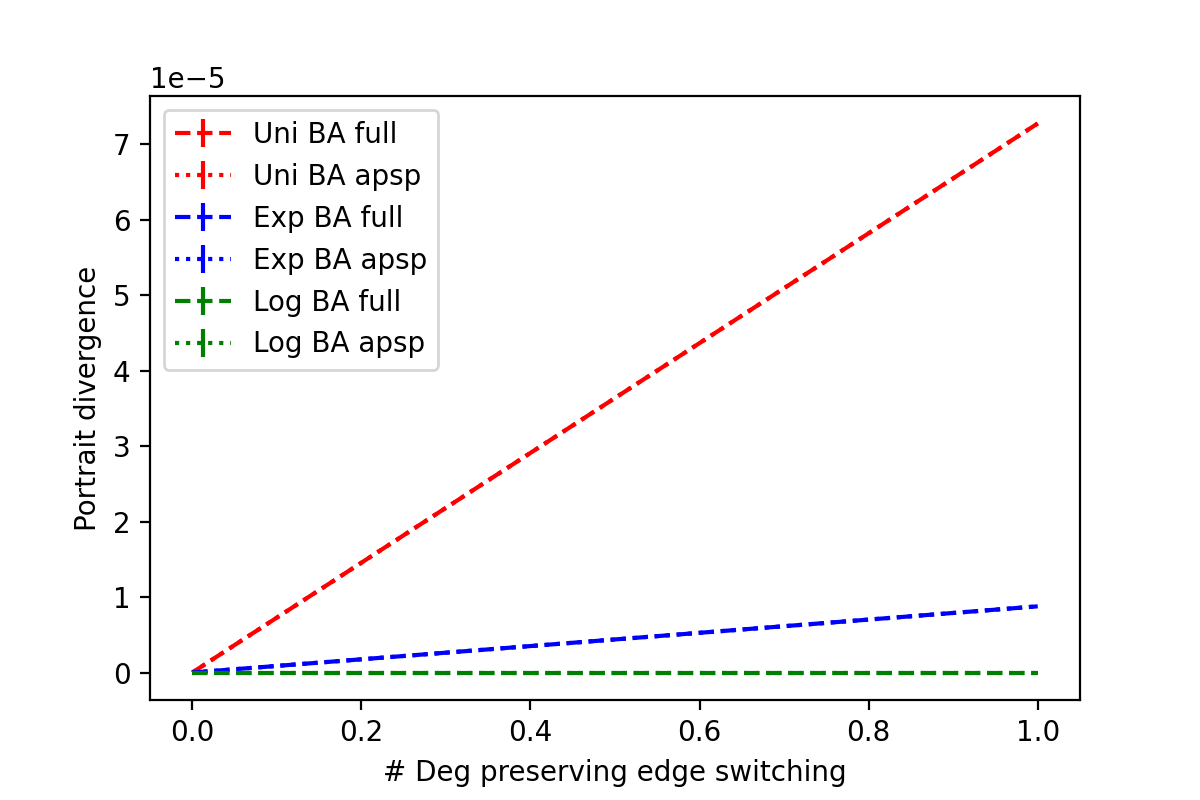 1e−5
Uni BA full
Uni BA apsp
Exp BA full
Exp BA apsp
Log BA full
Log BA apsp
Portrait divergence
7
6
5
4
3
2
1
0
0.0 0.2 0.4 0.6 0.8 1.0
# Deg preserving edge switching